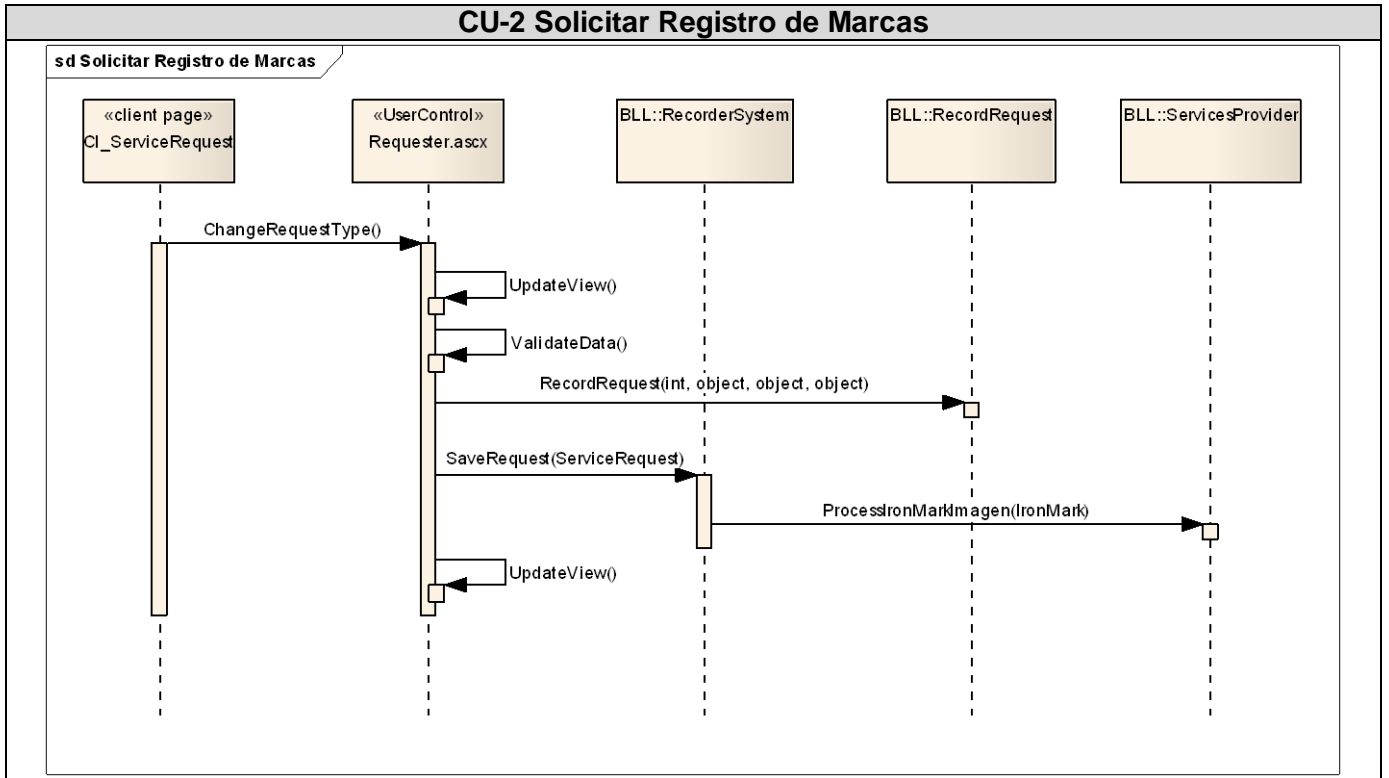 CU-2 Solicitar Registro de Marcas
sd Solicitar Registro de Marcas
«client page»
CI_ServiceRequest
«UserControl»
Requester.ascx
BLL::RecorderSystem
BLL::RecordRequest
BLL::ServicesProvider
ChangeRequestType()
UpdateView()
ValidateData()
RecordRequest(int, object, object, object)
SaveRequest(ServiceRequest)
ProcessIronMarkImagen(IronMark)
UpdateView()